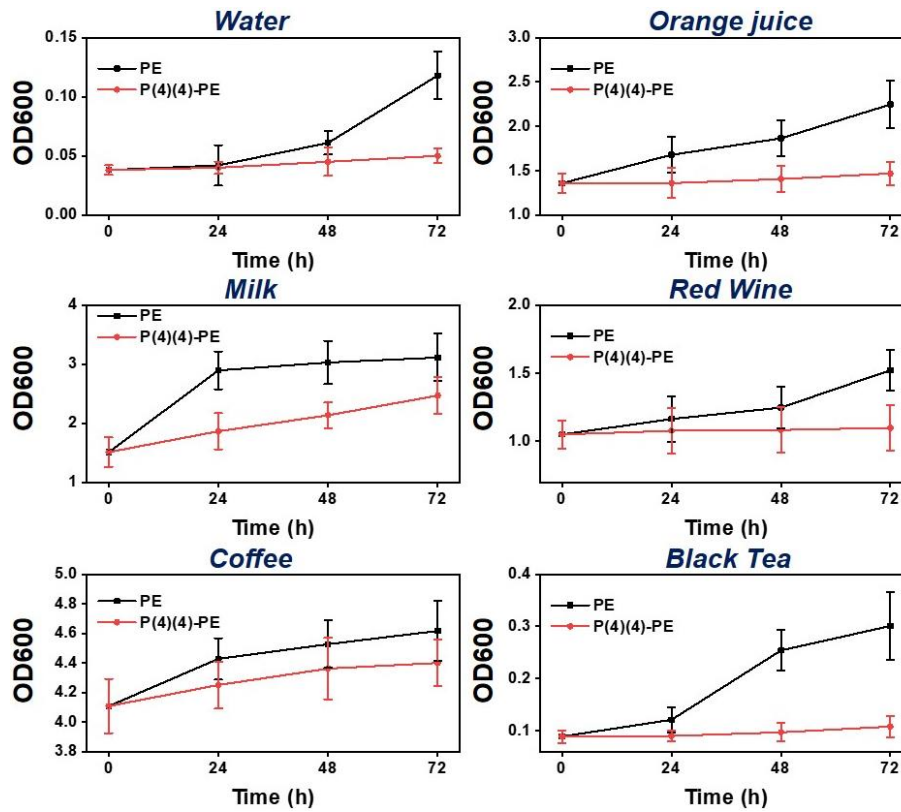 Water
0.15
0.10
0.05
0.00
OD600
PE
P(4)(4)-PE
0 24 48 72
Time (h)
Orange juice
3.0
2.5
2.0
1.5
1.0
OD600
PE
P(4)(4)-PE
0 24 48 72
Time (h)
Milk
4
3
2
1
OD600
PE
P(4)(4)-PE
0 24 48 72
Time (h)
Red Wine
2.0
1.5
1.0
OD600
PE
P(4)(4)-PE
0 24 48 72
Time (h)
Coffee
5.0
4.8
4.6
4.4
4.2
4.0
3.8
OD600
PE
P(4)(4)-PE
0 24 48 72
Time (h)
Black Tea
0.4
0.3
0.2
0.1
OD600
PE
P(4)(4)-PE
0 24 48 72
Time (h)